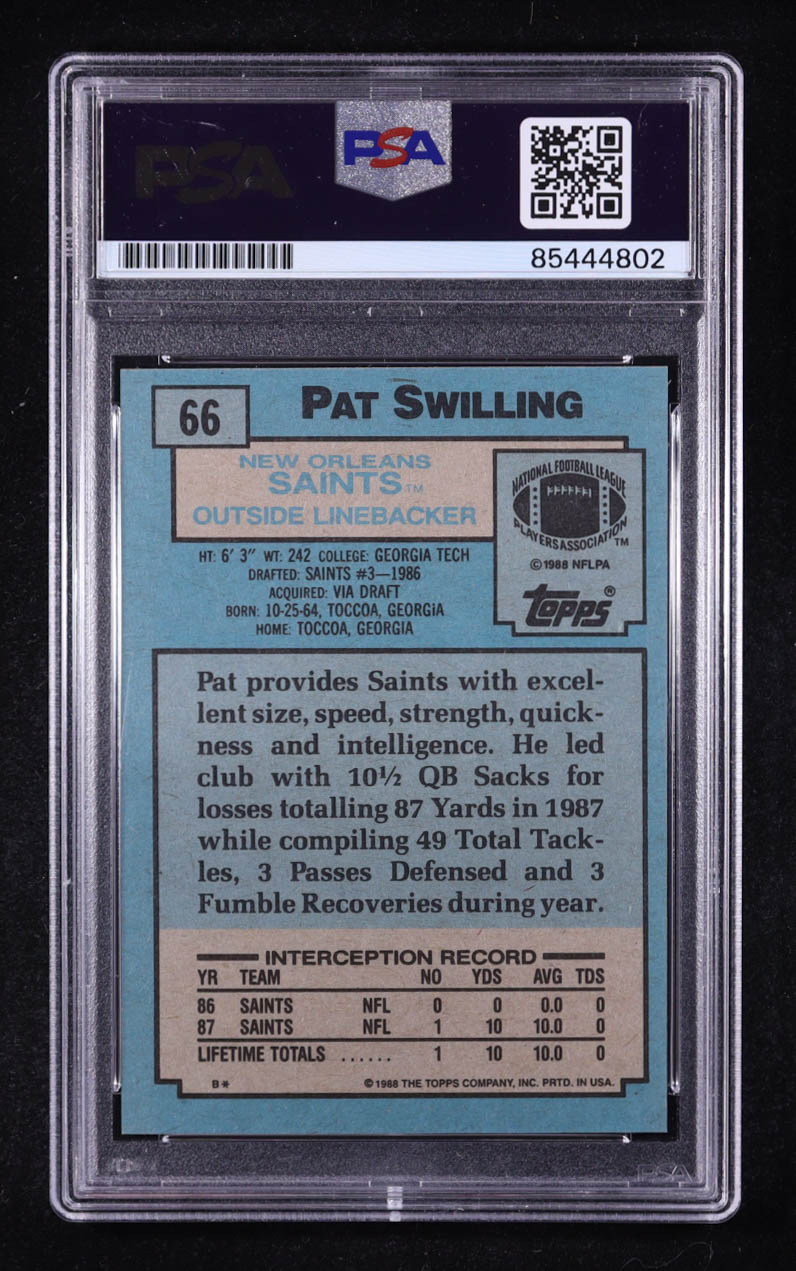 PSA
PSA
85444802
66
PAT SWILLING
NEW ORLEANS
SAINTS TM
OUTSIDE LINEBACKER
NATIONAL FOOTBALL LEAGUE
PLAYERS ASSOCIATION TM
© 1988 NFLPA
TOPPS®
HT: 6' 3" WT: 242 COLLEGE: GEORGIA TECH
DRAFTED: SAINTS #3—1986
ACQUIRED: VIA DRAFT
BORN: 10-25-64, TOCCOA, GEORGIA
HOME: TOCCOA, GEORGIA
Pat provides Saints with excel-
lent size, speed, strength, quick-
ness and intelligence. He led
club with 10½ QB Sacks for
losses totalling 87 Yards in 1987
while compiling 49 Total Tack-
les, 3 Passes Defensed and 3
Fumble Recoveries during year.
INTERCEPTION RECORD
YR TEAM NO YDS AVG TDS
86 SAINTS NFL 0 0 0.0 0
87 SAINTS NFL 1 10 10.0 0
LIFETIME TOTALS ...... 1 10 10.0 0
B* © 1988 THE TOPPS COMPANY, INC. PRTD. IN USA.
PSA